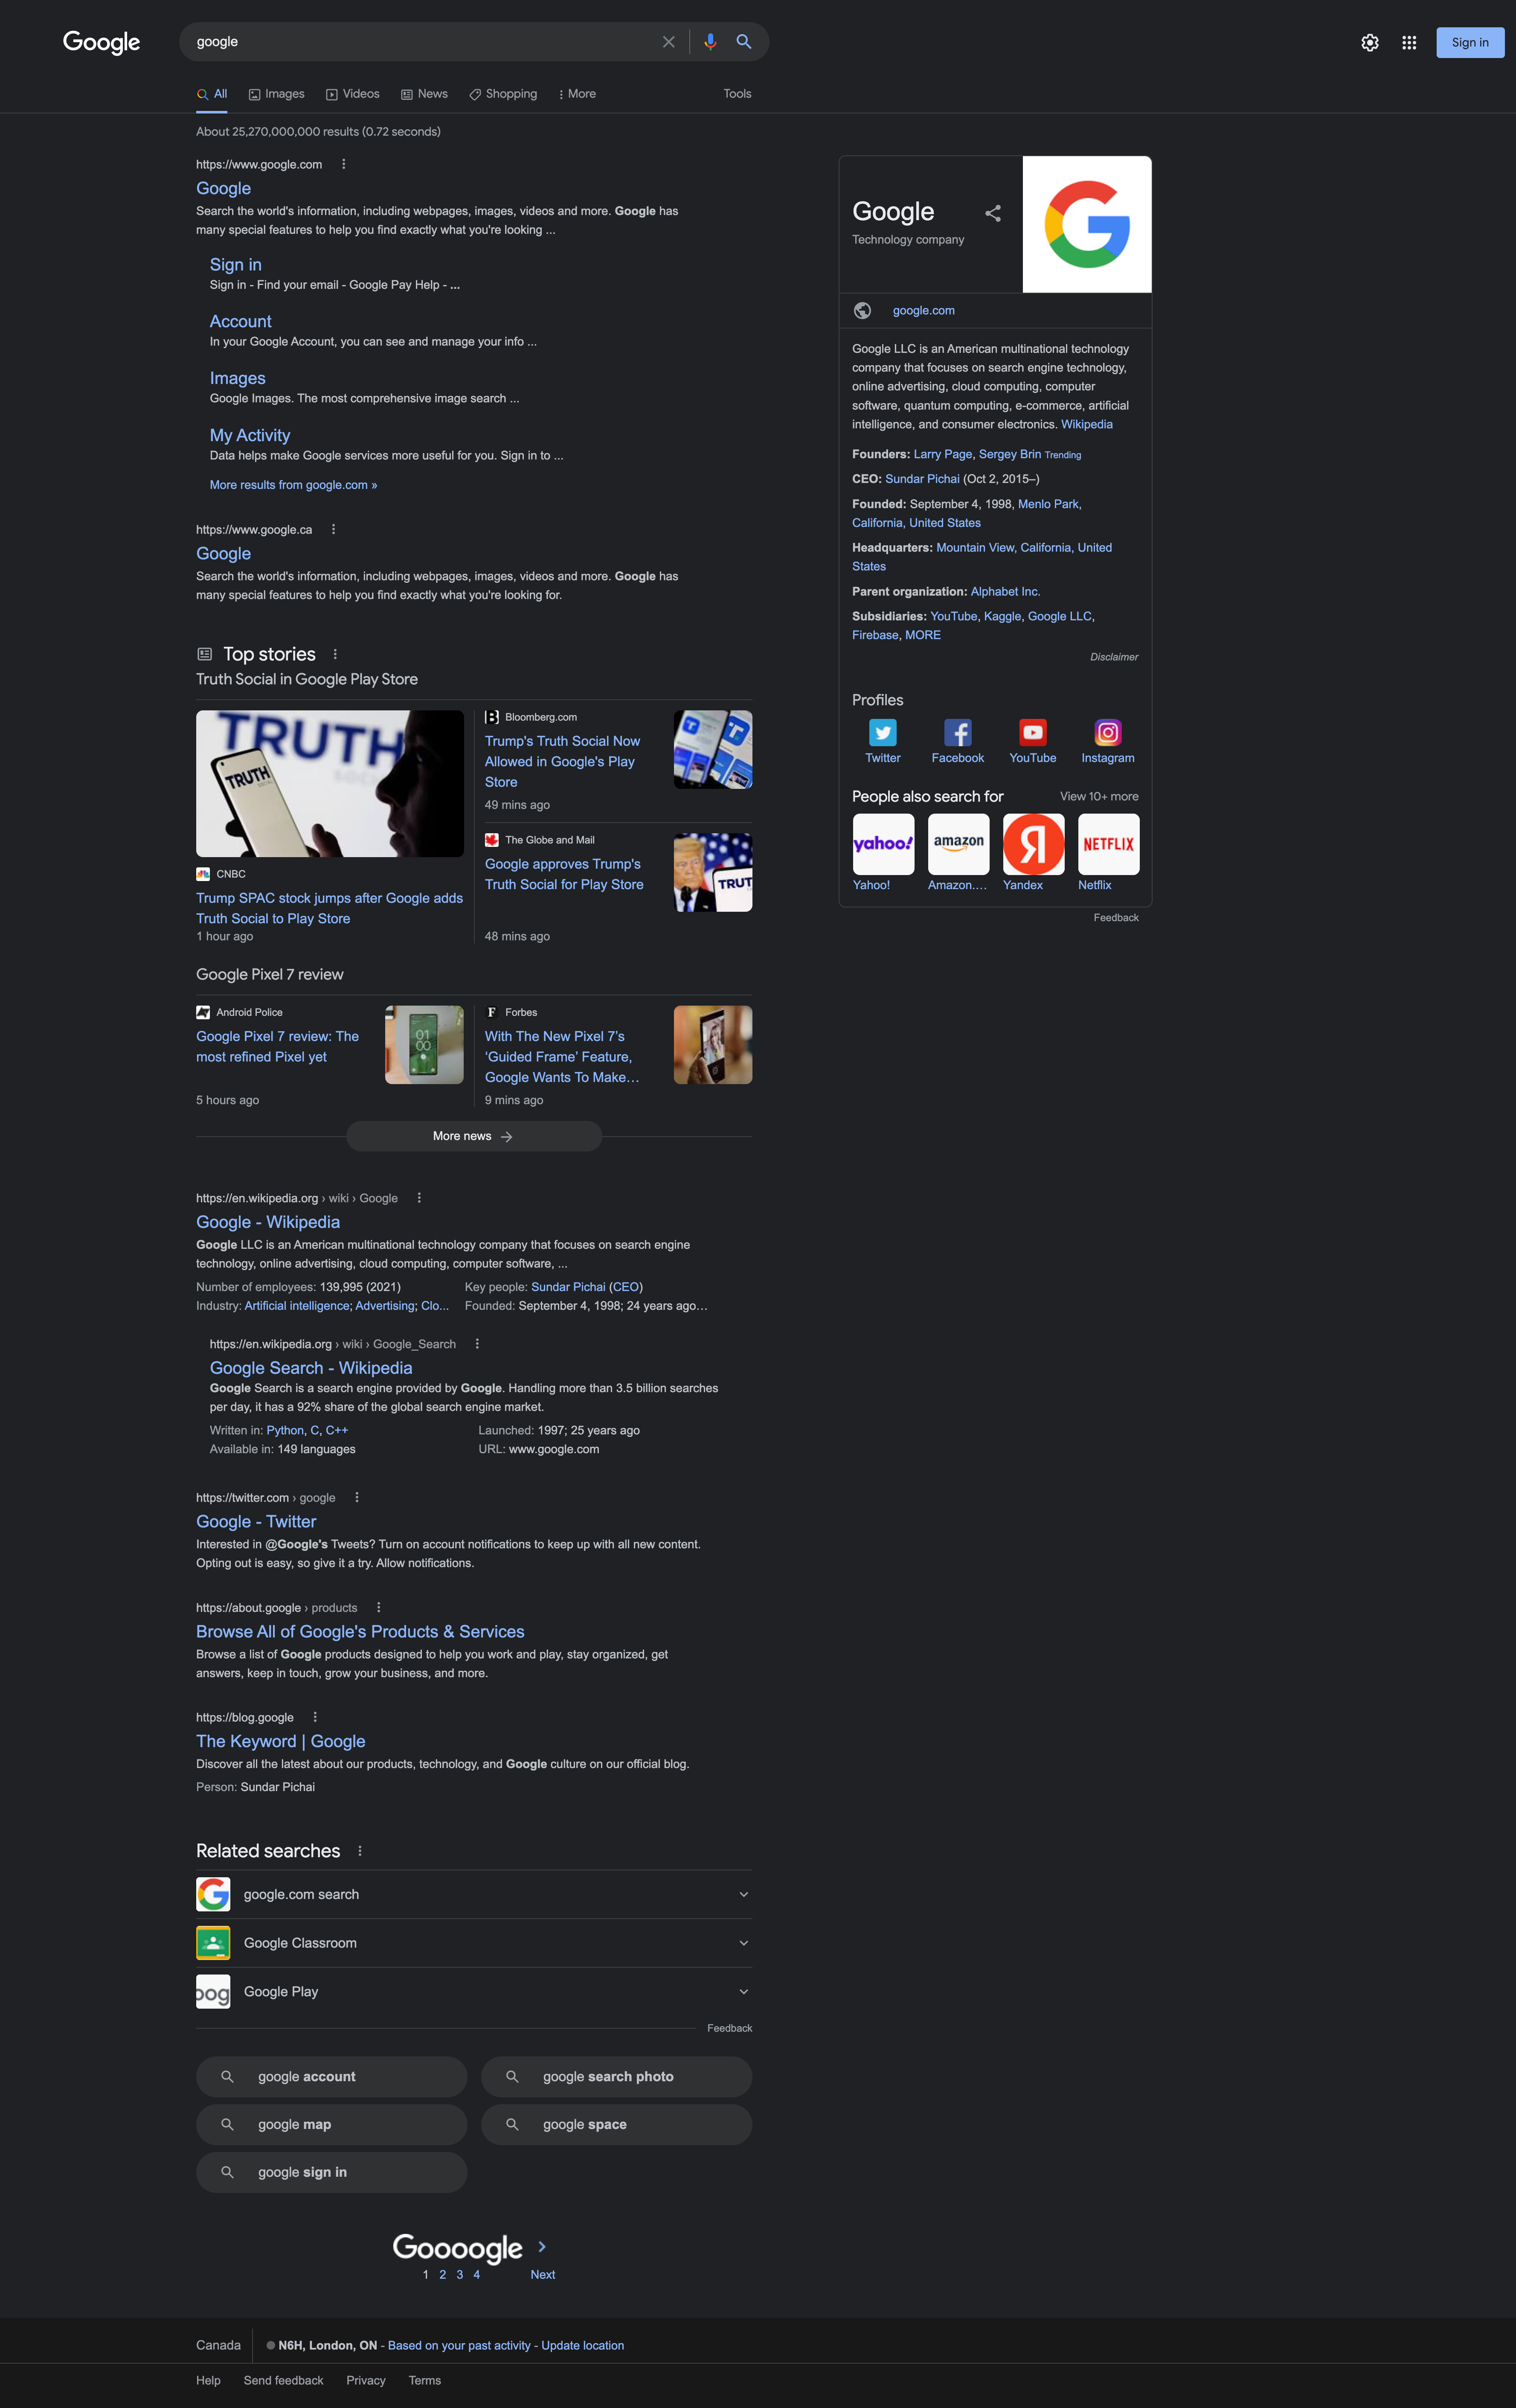 Google
google
Sign in
All
Images
Videos
News
Shopping
More
Tools
About 25,270,000,000 results (0.72 seconds)
https://www.google.com
Google
Search the world's information, including webpages, images, videos and more. Google has
many special features to help you find exactly what you're looking ...
Sign in
Sign in - Find your email - Google Pay Help - ...
Account
In your Google Account, you can see and manage your info ...
Images
Google Images. The most comprehensive image search ...
My Activity
Data helps make Google services more useful for you. Sign in to ...
More results from google.com »
https://www.google.ca
Google
Search the world's information, including webpages, images, videos and more. Google has
many special features to help you find exactly what you're looking for.
Top stories
Truth Social in Google Play Store
TRUTH
SOCIAL
TRUTH
CNBC
Trump SPAC stock jumps after Google adds
Truth Social to Play Store
1 hour ago
B
Bloomberg.com
Trump's Truth Social Now
Allowed in Google's Play
Store
49 mins ago
The Globe and Mail
Google approves Trump's
Truth Social for Play Store
TRUT
48 mins ago
Google Pixel 7 review
Android Police
Google Pixel 7 review: The
most refined Pixel yet
01
00
5 hours ago
F
Forbes
With The New Pixel 7’s
‘Guided Frame’ Feature,
Google Wants To Make…
9 mins ago
More news
https://en.wikipedia.org › wiki › Google
Google - Wikipedia
Google LLC is an American multinational technology company that focuses on search engine
technology, online advertising, cloud computing, computer software, ...
Number of employees: 139,995 (2021)
Key people: Sundar Pichai (CEO)
Industry: Artificial intelligence; Advertising; Clo...
Founded: September 4, 1998; 24 years ago…
https://en.wikipedia.org › wiki › Google_Search
Google Search - Wikipedia
Google Search is a search engine provided by Google. Handling more than 3.5 billion searches
per day, it has a 92% share of the global search engine market.
Written in: Python, C, C++
Launched: 1997; 25 years ago
Available in: 149 languages
URL: www.google.com
https://twitter.com › google
Google - Twitter
Interested in @Google's Tweets? Turn on account notifications to keep up with all new content.
Opting out is easy, so give it a try. Allow notifications.
https://about.google › products
Browse All of Google's Products & Services
Browse a list of Google products designed to help you work and play, stay organized, get
answers, keep in touch, grow your business, and more.
https://blog.google
The Keyword | Google
Discover all the latest about our products, technology, and Google culture on our official blog.
Person: Sundar Pichai
Related searches
google.com search
Google Classroom
oog
Google Play
Feedback
google account
google search photo
google map
google space
google sign in
Goooogle
1 2 3 4 Next
Google
Technology company
google.com
Google LLC is an American multinational technology
company that focuses on search engine technology,
online advertising, cloud computing, computer
software, quantum computing, e-commerce, artificial
intelligence, and consumer electronics. Wikipedia
Founders: Larry Page, Sergey Brin Trending
CEO: Sundar Pichai (Oct 2, 2015–)
Founded: September 4, 1998, Menlo Park,
California, United States
Headquarters: Mountain View, California, United
States
Parent organization: Alphabet Inc.
Subsidiaries: YouTube, Kaggle, Google LLC,
Firebase, MORE
Disclaimer
Profiles
Twitter
Facebook
YouTube
Instagram
People also search for
View 10+ more
yahoo!
amazon
Я
NETFLIX
Yahoo!
Amazon....
Yandex
Netflix
Feedback
Canada
N6H, London, ON - Based on your past activity - Update location
Help
Send feedback
Privacy
Terms